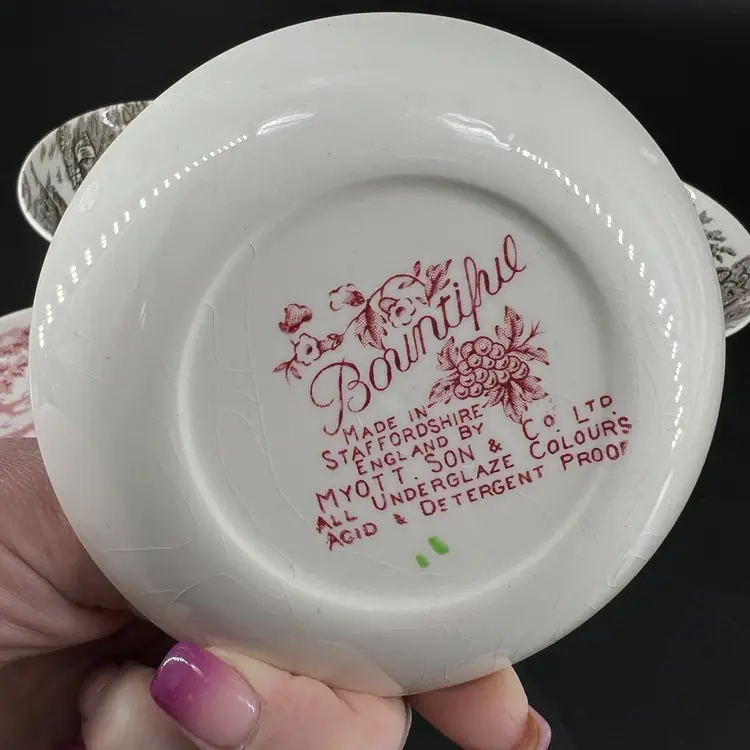 Bountiful
MADE IN
STAFFORDSHIRE
ENGLAND BY
MYOTT. SON & Co. LTD.
ALL UNDERGLAZE COLOURS
ACID & DETERGENT PROOF